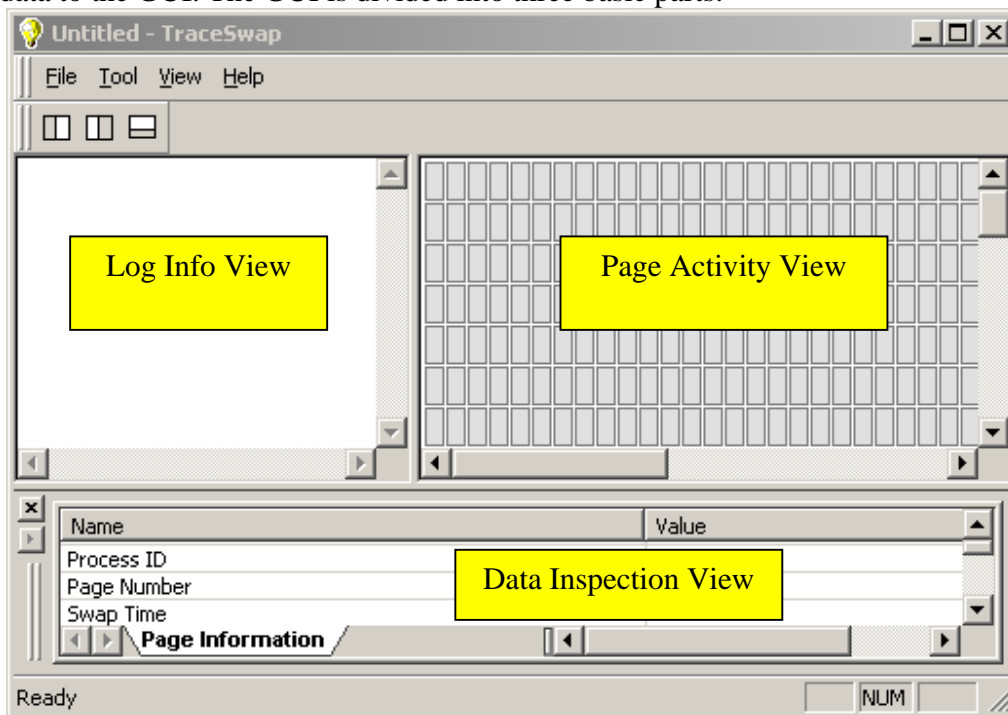 data to the GUI. The GUI is divided into three basic parts:
Untitled - TraceSwap
File Tool View Help
Log Info View
Page Activity View
Name Value
Process ID
Page Number
Swap Time
Data Inspection View
Page Information
Ready NUM